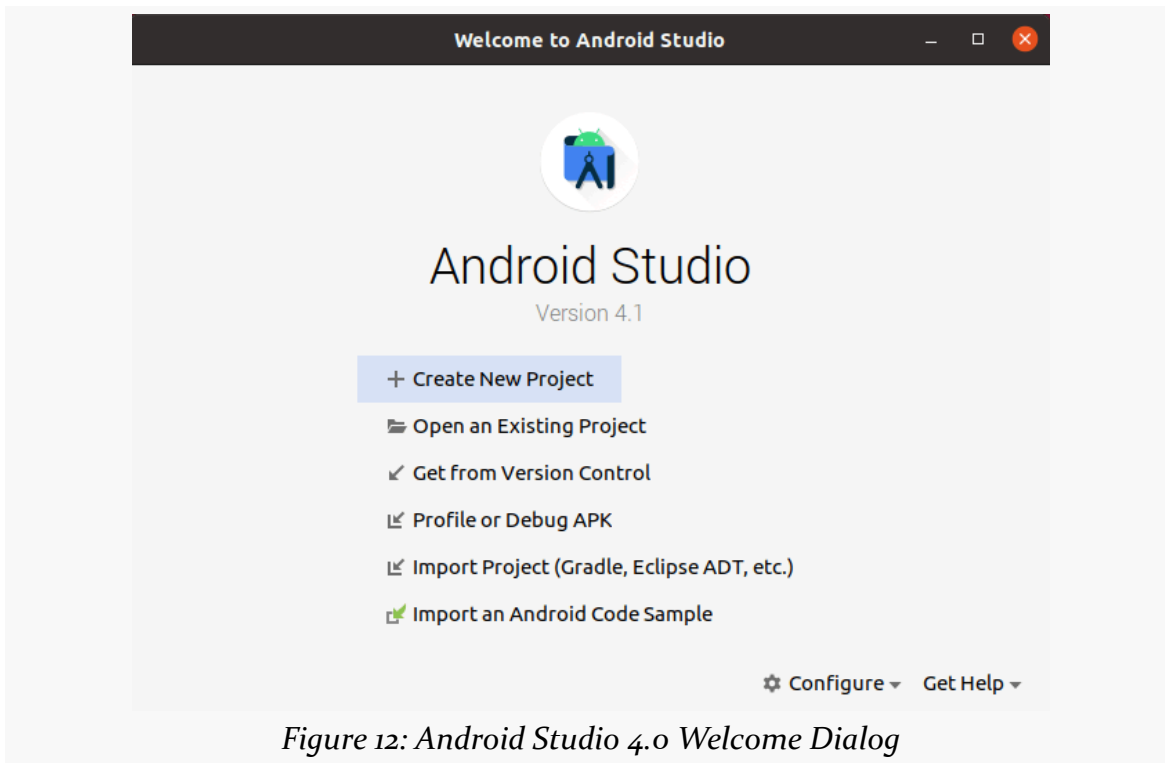 Welcome to Android Studio
Android Studio
Version 4.1
Create New Project
Open an Existing Project
Get from Version Control
Profile or Debug APK
Import Project (Gradle, Eclipse ADT, etc.)
Import an Android Code Sample
Configure Get Help
Figure 12: Android Studio 4.0 Welcome Dialog